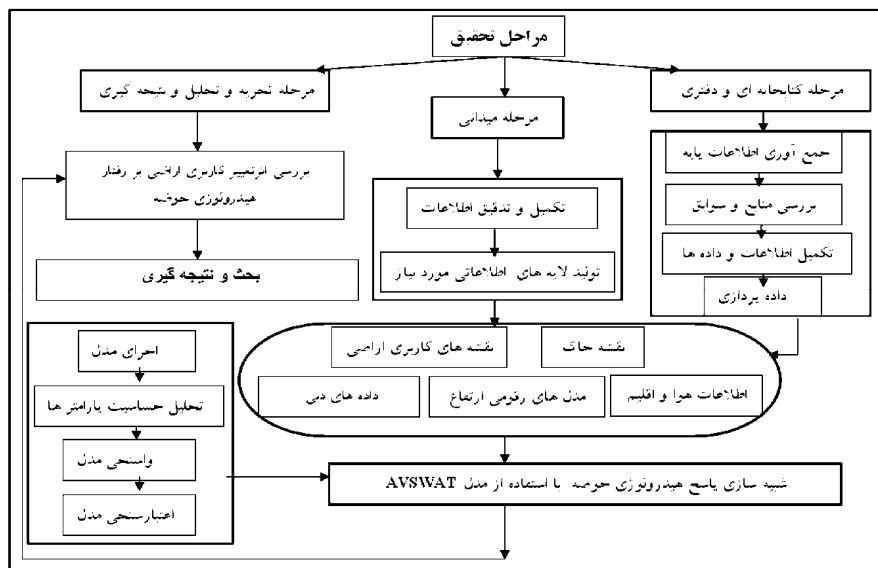 مراحل تحقیق
مرحله کتابخانه ای و دفتری
جمع آوری اطلاعات پایه
بررسی منابع و سوابق
تکمیل اطلاعات و داده ها
داده پردازی
مرحله میدانی
تکمیل و تدقیق اطلاعات
تولید لایه های اطلاعاتی مورد نیاز
مرحله تجزیه و تحلیل و نتیجه گیری
بررسی اثرتغییر کاربری اراضی بر رفتار
هیدرولوژی حوضه
بحث و نتیجه گیری
نقشه خاک
نقشه های کاربری اراضی
اطلاعات هوا و اقلیم
مدل های رقومی ارتفاع
داده های دبی
اجرای مدل
تحلیل حساسیت پارامتر ها
واسنجی مدل
اعتبارسنجی مدل
شبیه سازی پاسخ هیدرولوژی حوضه با استفاده از مدل AVSWAT